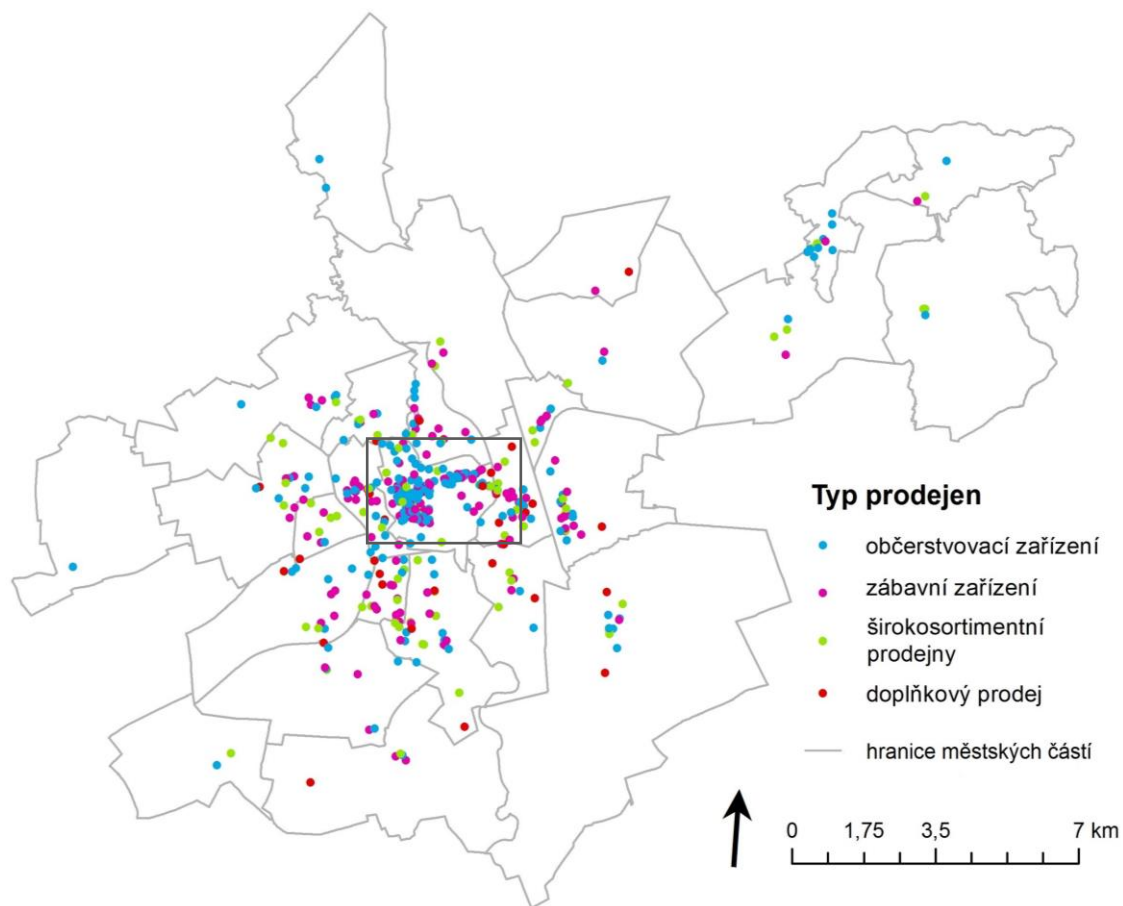 Typ prodejen
občerstvovací zařízení
zábavní zařízení
širokosortimentní
prodejny
doplňkový prodej
hranice městských částí
0 1,75 3,5 7 km